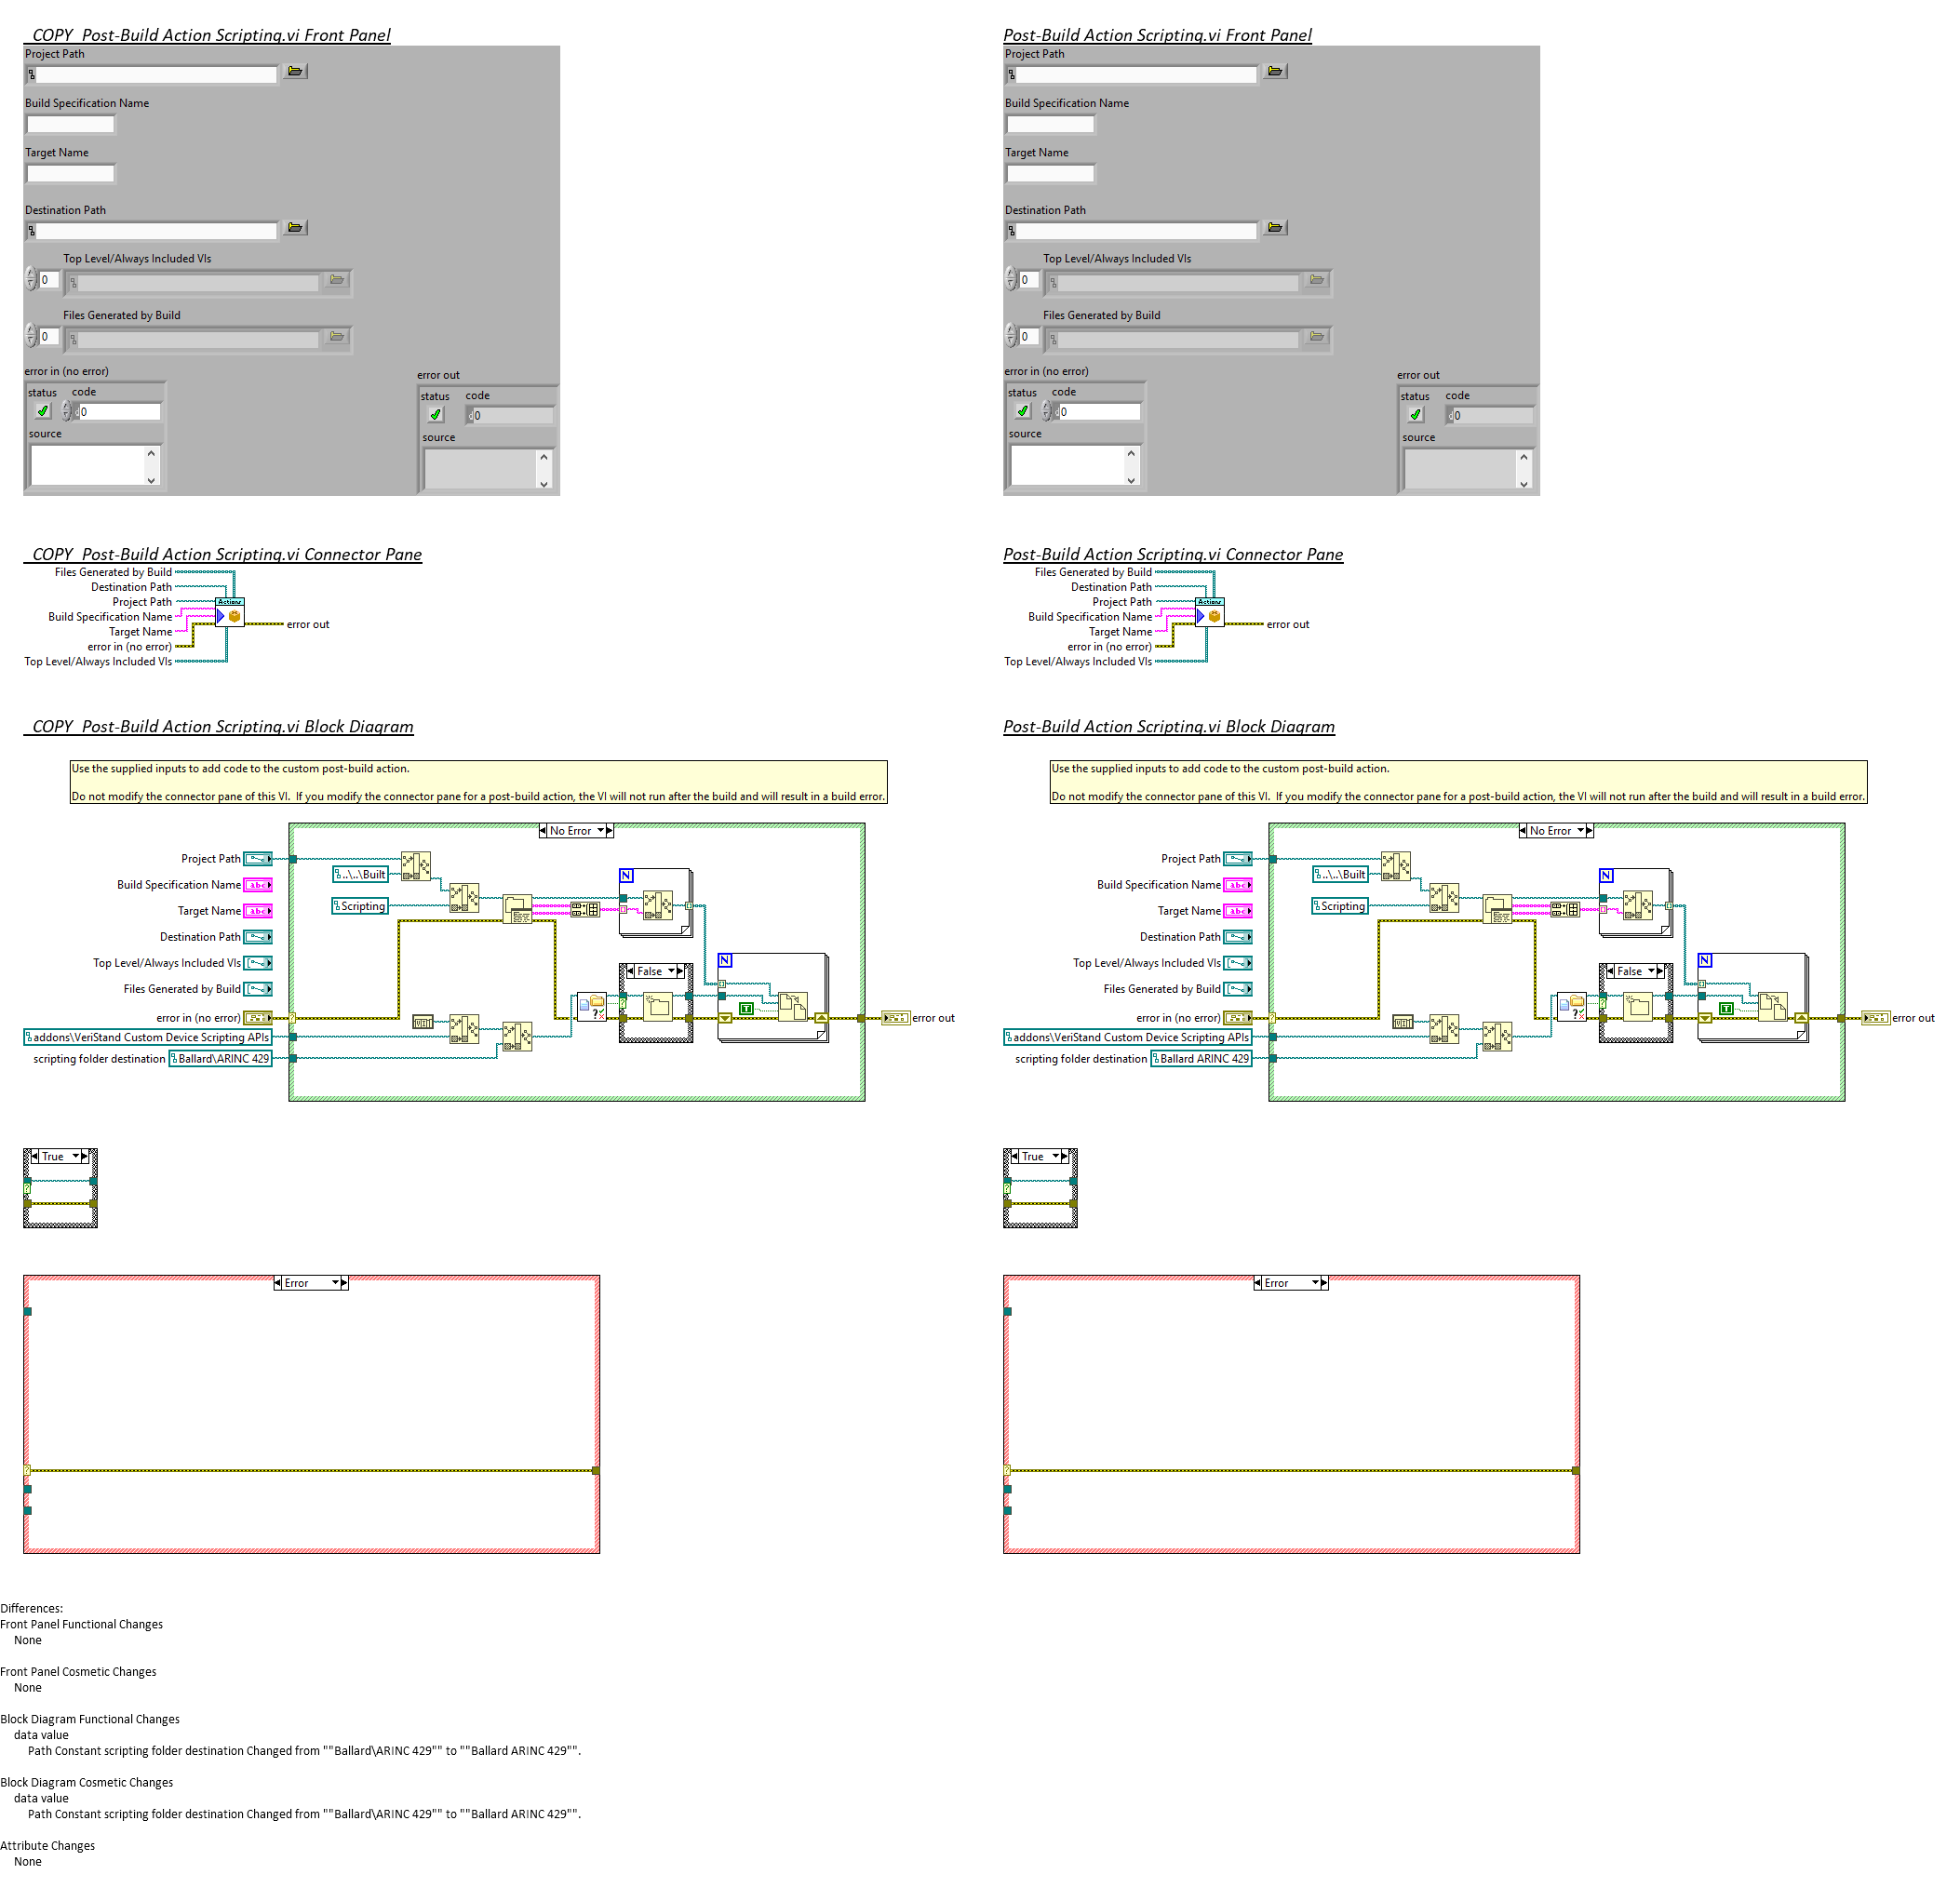 _COPY_Post-Build Action Scripting.vi Front Panel
Project Path
Build Specification Name
Target Name
Destination Path
Top Level/Always Included VIs
0
Files Generated by Build
0
error in (no error)
status code
0
source
error out
status code
0
source
Post-Build Action Scripting.vi Front Panel
Project Path
Build Specification Name
Target Name
Destination Path
Top Level/Always Included VIs
0
Files Generated by Build
0
error in (no error)
status code
0
source
error out
status code
0
source
_COPY_Post-Build Action Scripting.vi Connector Pane
Files Generated by Build
Destination Path
Project Path
Build Specification Name
Target Name
error in (no error)
Top Level/Always Included VIs
Actions
error out
Post-Build Action Scripting.vi Connector Pane
Files Generated by Build
Destination Path
Project Path
Build Specification Name
Target Name
error in (no error)
Top Level/Always Included VIs
Actions
error out
_COPY_Post-Build Action Scripting.vi Block Diagram
Use the supplied inputs to add code to the custom post-build action.
Do not modify the connector pane of this VI.  If you modify the connector pane for a post-build action, the VI will not run after the build and will result in a build error.
No Error
Project Path
..\..\Built
Build Specification Name
abc
Scripting
Target Name
abc
Destination Path
Top Level/Always Included VIs
Files Generated by Build
error in (no error)
addons\VeriStand Custom Device Scripting APIs
scripting folder destination
Ballard\ARINC 429
N
N
False
T
error out
True
Error
Post-Build Action Scripting.vi Block Diagram
Use the supplied inputs to add code to the custom post-build action.
Do not modify the connector pane of this VI.  If you modify the connector pane for a post-build action, the VI will not run after the build and will result in a build error.
No Error
Project Path
..\..\Built
Build Specification Name
abc
Scripting
Target Name
abc
Destination Path
Top Level/Always Included VIs
Files Generated by Build
error in (no error)
addons\VeriStand Custom Device Scripting APIs
scripting folder destination
Ballard ARINC 429
N
N
False
T
error out
True
Error
Differences:
Front Panel Functional Changes
None
Front Panel Cosmetic Changes
None
Block Diagram Functional Changes
data value
Path Constant scripting folder destination Changed from ""Ballard\ARINC 429"" to ""Ballard ARINC 429"".
Block Diagram Cosmetic Changes
data value
Path Constant scripting folder destination Changed from ""Ballard\ARINC 429"" to ""Ballard ARINC 429"".
Attribute Changes
None